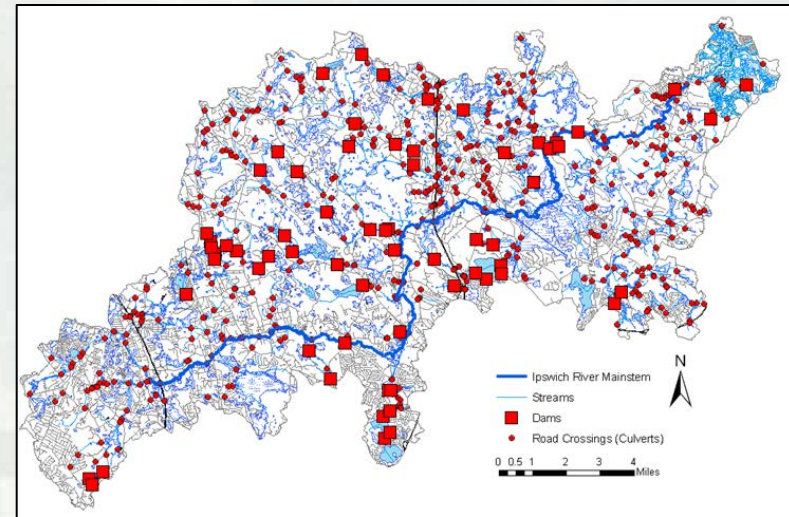 N
Ipswich River Mainstem
Streams
Dams
Road Crossings (Culverts)
0 0.5 1 2 3 4
Miles